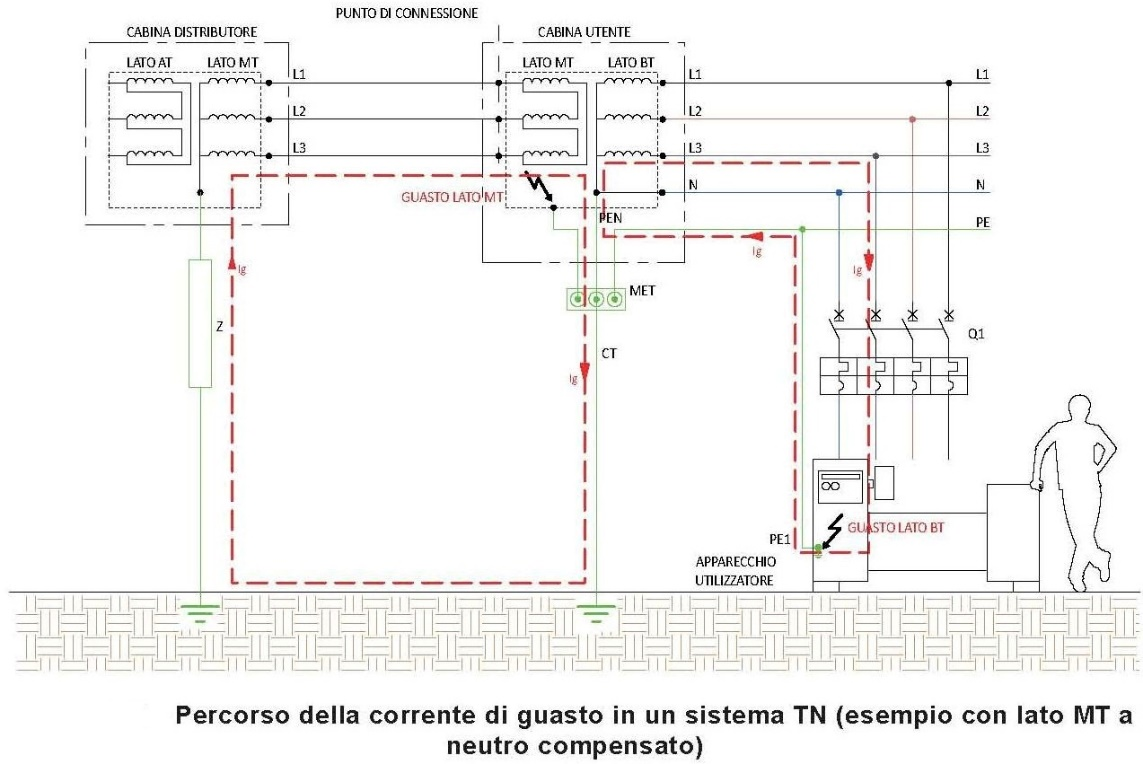 PUNTO DI CONNESSIONE
CABINA DISTRIBUTORE
CABINA UTENTE
LATO AT
LATO MT
LATO MT
LATO BT
L1
L1
L1
L2
L2
L2
L3
L3
L3
GUASTO LATO MT
N
N
PEN
PE
Ig
Ig
Ig
MET
Z
Q1
CT
Ig
PE1
GUASTO LATO BT
APPARECCHIO
UTILIZZATORE
Percorso della corrente di guasto in un sistema TN (esempio con lato MT a
neutro compensato)